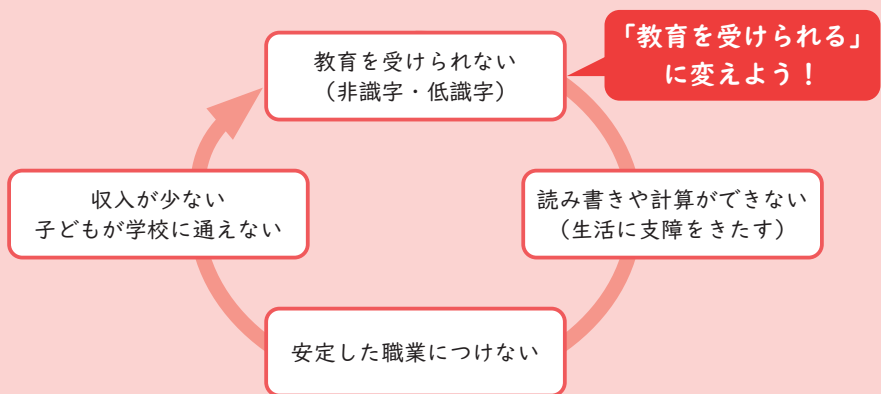 「教育を受けられる」
に変えよう！
教育を受けられない
（非識字・低識字）
読み書きや計算ができない
（生活に支障をきたす）
安定した職業につけない
収入が少ない
子どもが学校に通えない